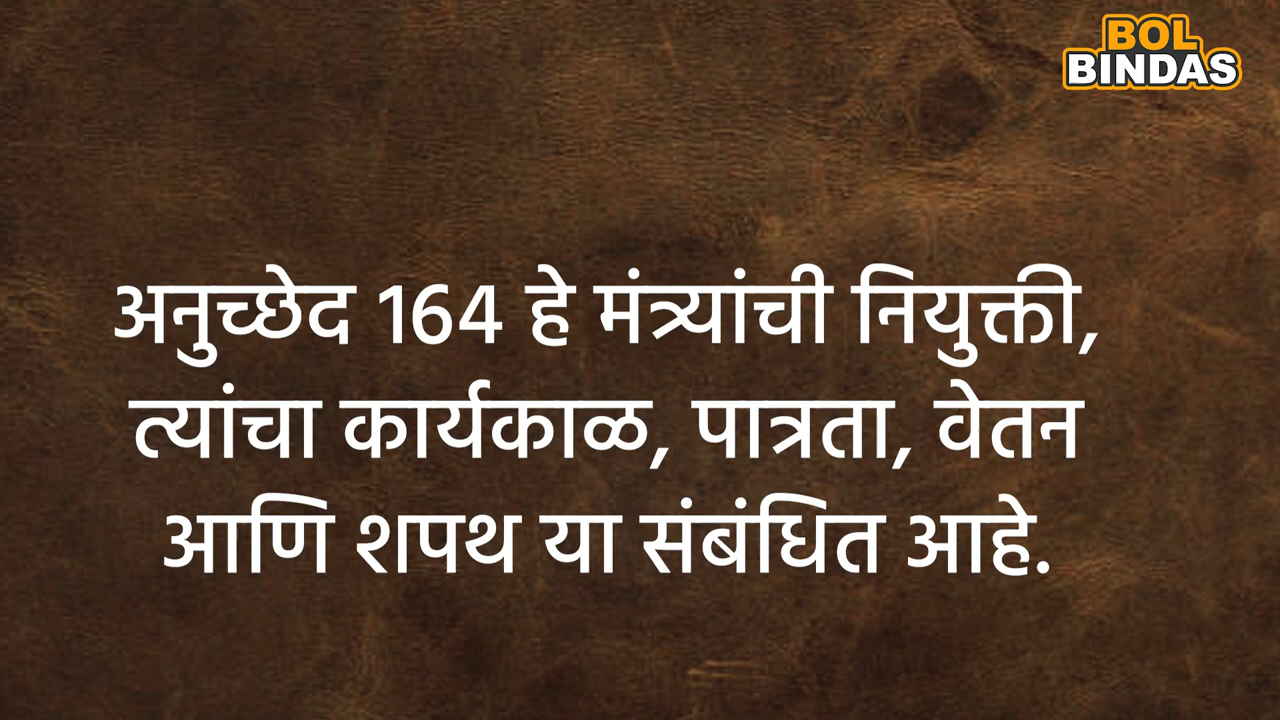 BOL
BINDAS
अनुच्छेद 164 हे मंत्र्यांची नियुक्ती,
त्यांचा कार्यकाळ, पात्रता, वेतन
आणि शपथ या संबंधित आहे.